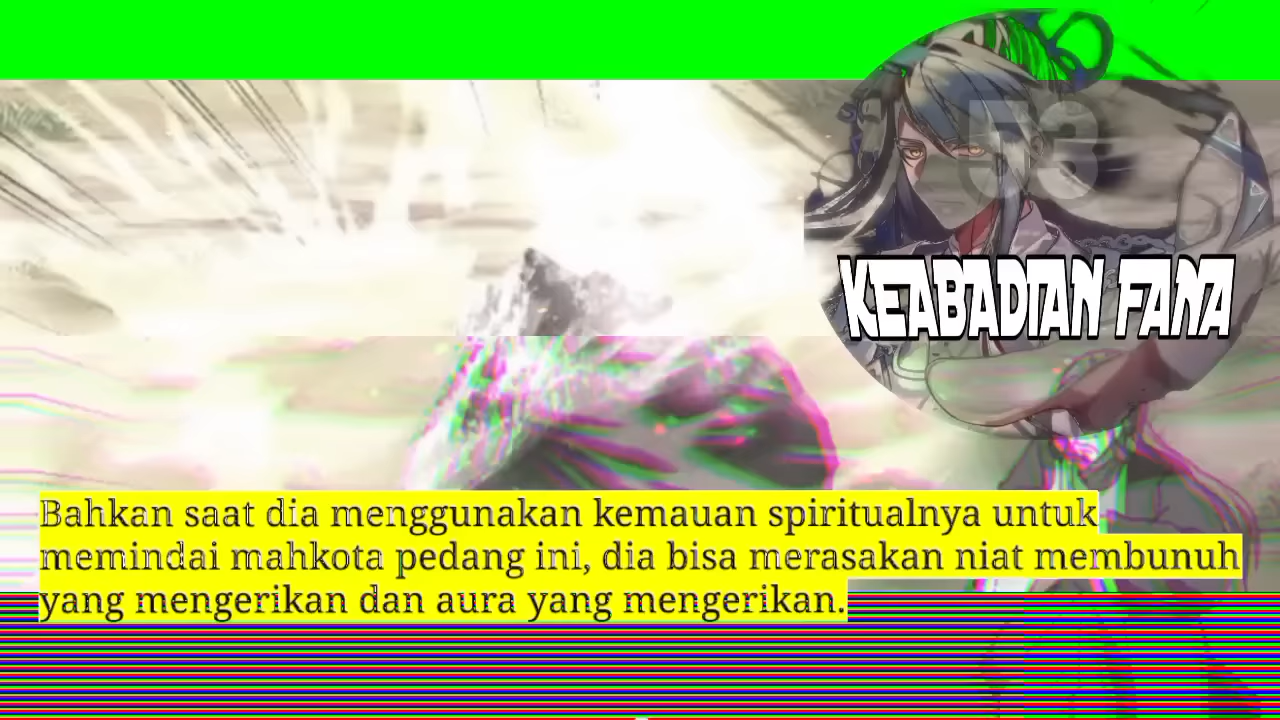 53
KEABADIAN FANA
Bahkan saat dia menggunakan kemauan spiritualnya untuk
memindai mahkota pedang ini, dia bisa merasakan niat membunuh
yang mengerikan dan aura yang mengerikan.